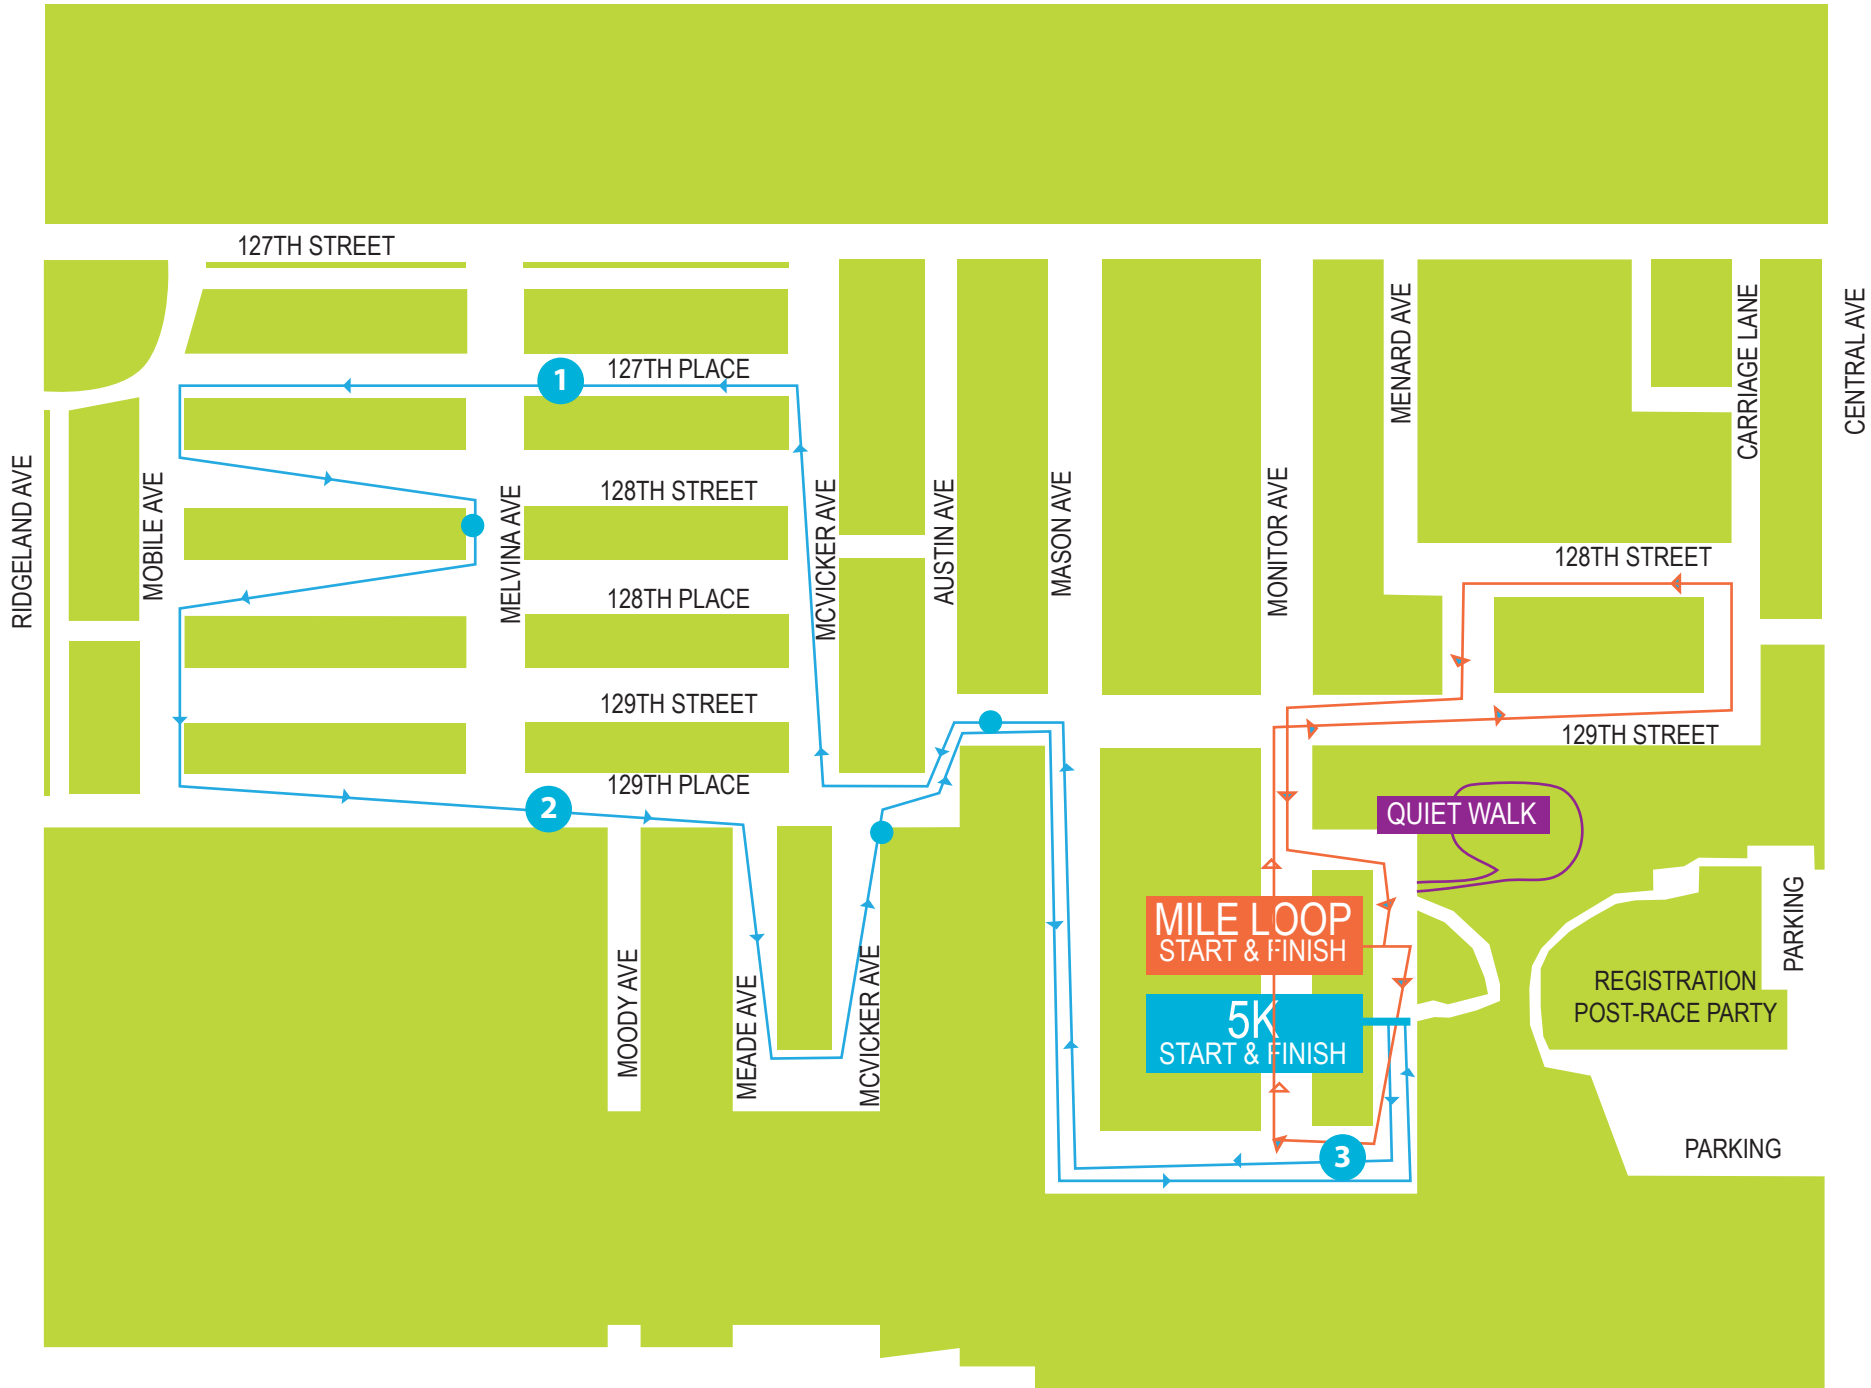 127TH STREET
MENARD AVE
CARRIAGE LANE
CENTRAL AVE
1
127TH PLACE
RIDGELAND AVE
MOBILE AVE
MELVINA AVE
128TH STREET
MCVICKER AVE
AUSTIN AVE
MASON AVE
MONITOR AVE
128TH STREET
128TH PLACE
129TH STREET
129TH STREET
129TH PLACE
2
QUIET WALK
MILE LOOP
START & FINISH
PARKING
REGISTRATION
POST-RACE PARTY
MOODY AVE
MEADE AVE
MCVICKER AVE
5K
START & FINISH
3
PARKING